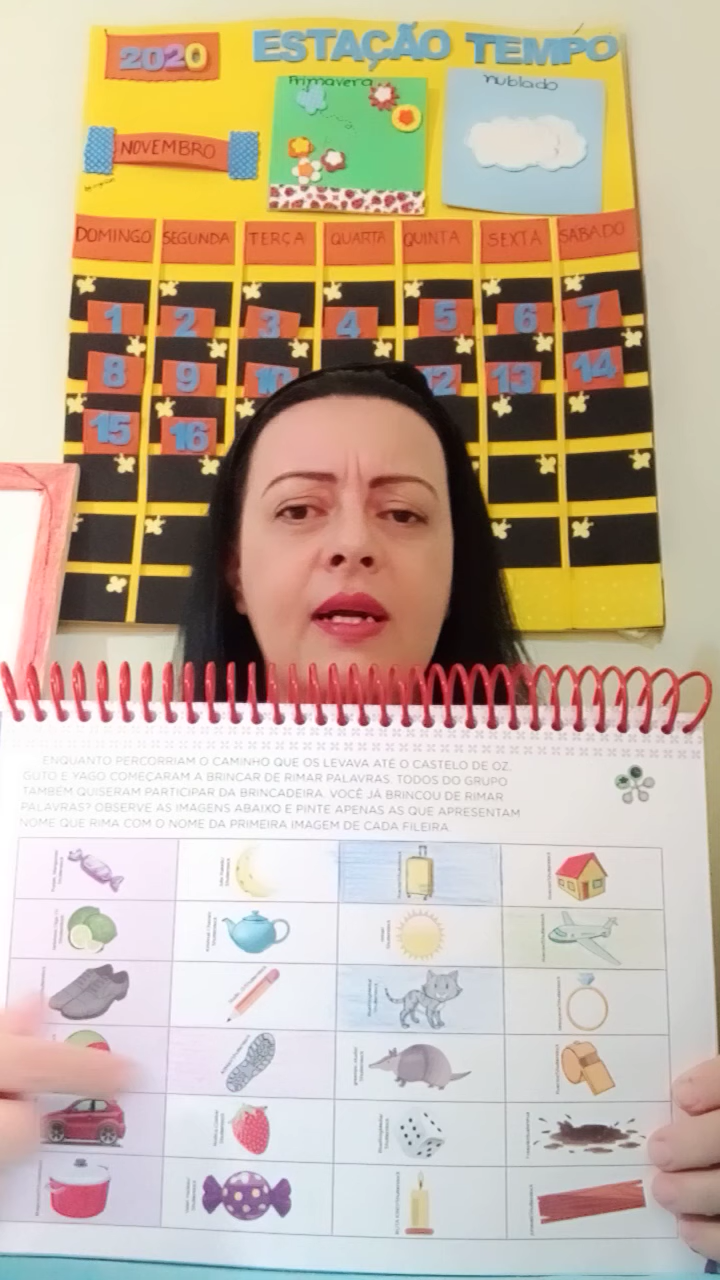 2020
ESTAÇÃO TEMPO
Primavera
nublado
NOVEMBRO
DOMINGO SEGUNDA TERÇA QUARTA QUINTA SEXTA SÁBADO
1 2 3 4 5 6 7
8 9 10 12 13 14
15 16
ENQUANTO PERCORRIAM O CAMINHO QUE OS LEVAVA ATÉ O CASTELO DE OZ,
GUTO E YAGO COMEÇARAM A BRINCAR DE RIMAR PALAVRAS. TODOS DO GRUPO
TAMBÉM QUISERAM PARTICIPAR DA BRINCADEIRA. VOCÊ JÁ BRINCOU DE RIMAR
PALAVRAS? OBSERVE AS IMAGENS ABAIXO E PINTE APENAS AS QUE APRESENTAM
NOME QUE RIMA COM O NOME DA PRIMEIRA IMAGEM DE CADA FILEIRA.